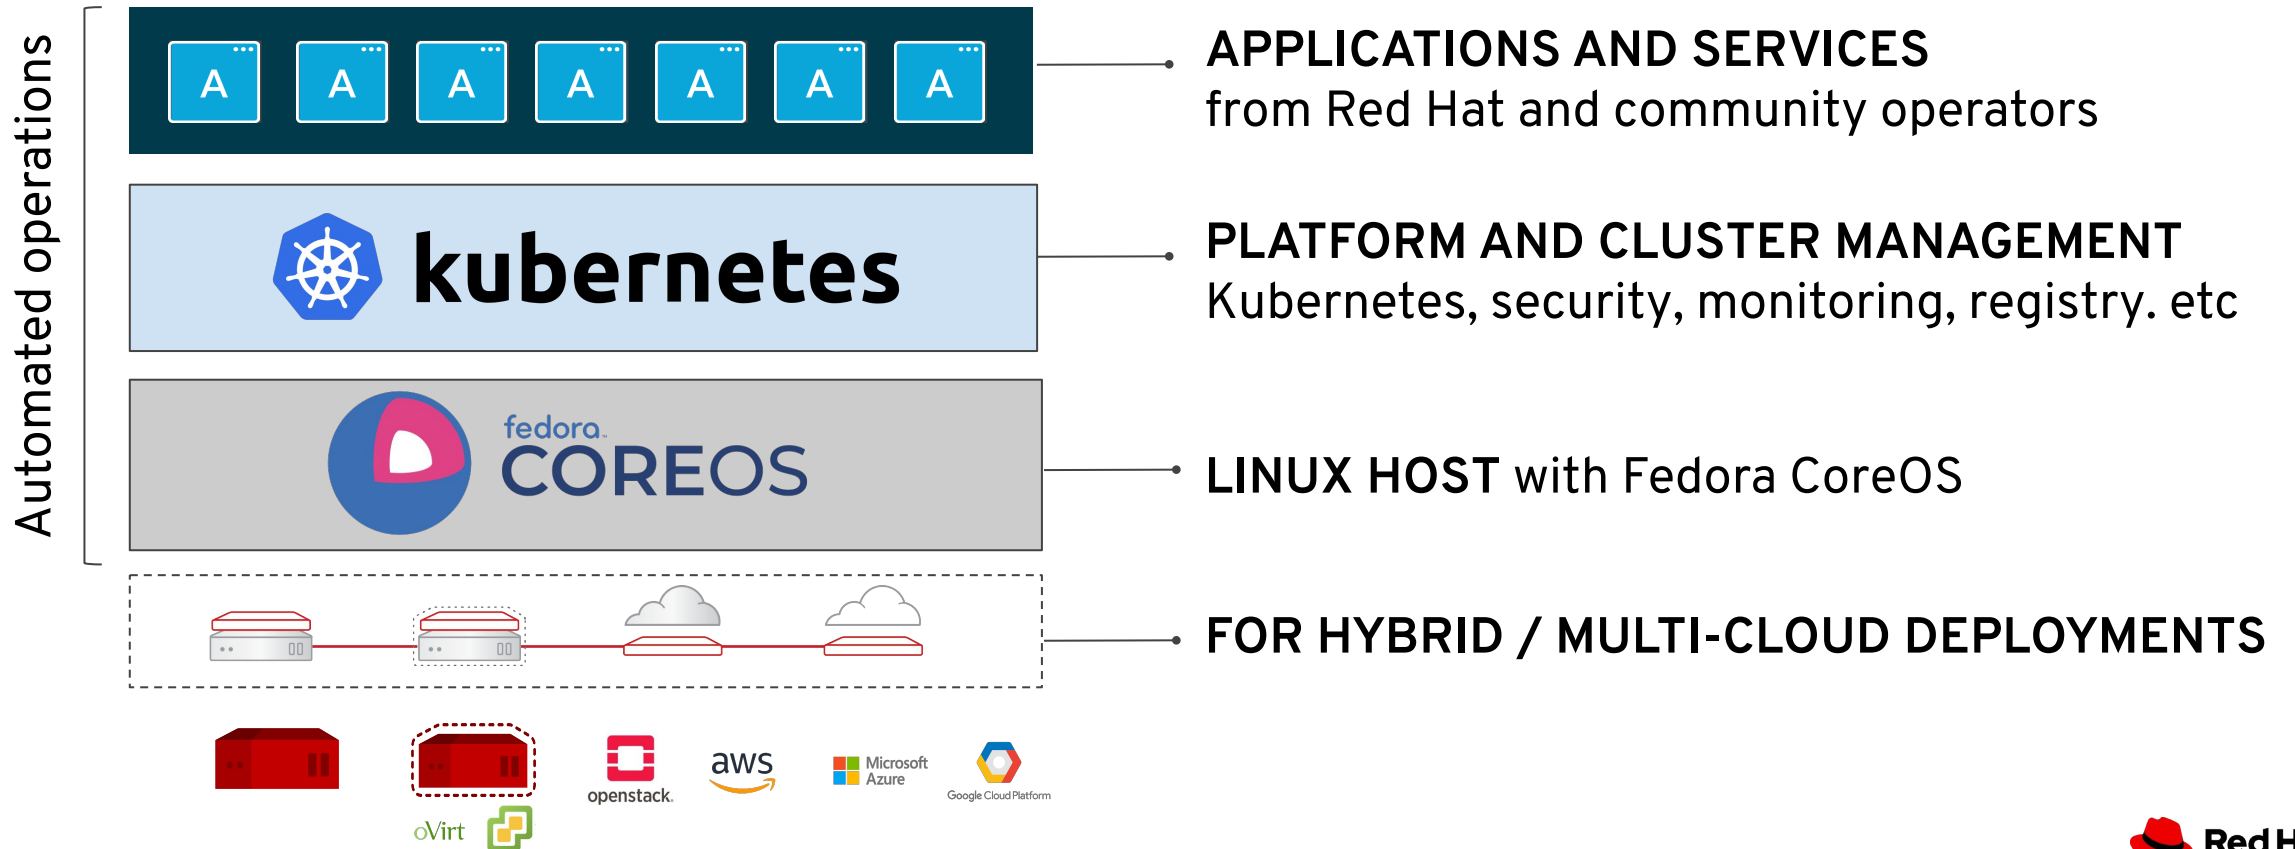 Automated operations
A A A A A A A
APPLICATIONS AND SERVICES
from Red Hat and community operators
kubernetes
PLATFORM AND CLUSTER MANAGEMENT
Kubernetes, security, monitoring, registry. etc
fedora
COREOS
LINUX HOST with Fedora CoreOS
FOR HYBRID / MULTI-CLOUD DEPLOYMENTS
openstack.
aws
Microsoft
Azure
Google Cloud Platform
oVirt
Red H